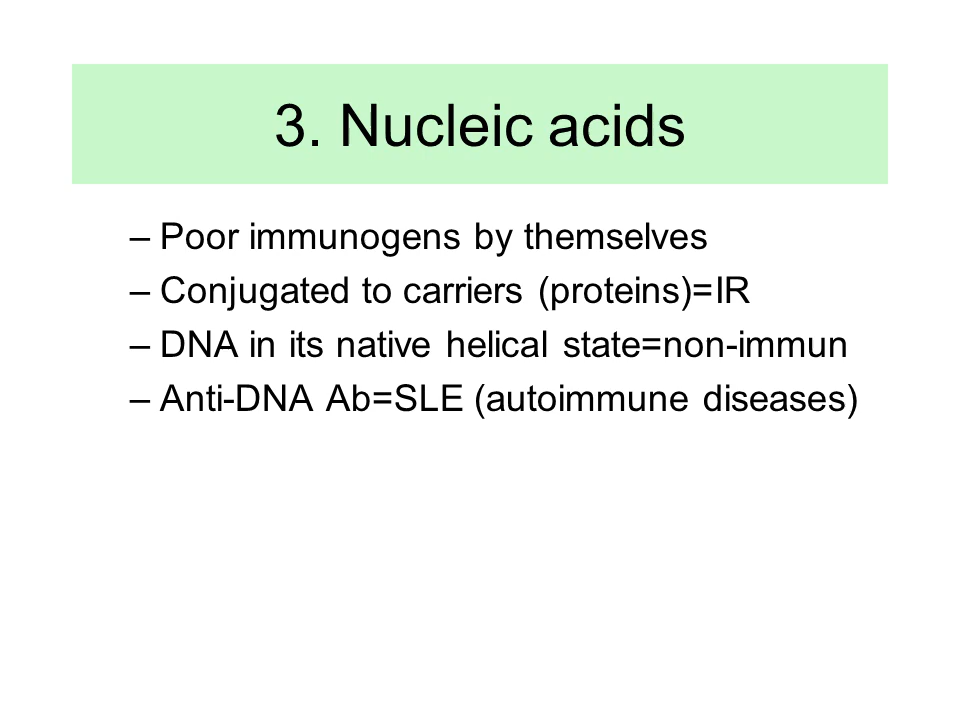 3. Nucleic acids
– Poor immunogens by themselves
– Conjugated to carriers (proteins)=IR
– DNA in its native helical state=non-immun
– Anti-DNA Ab=SLE (autoimmune diseases)